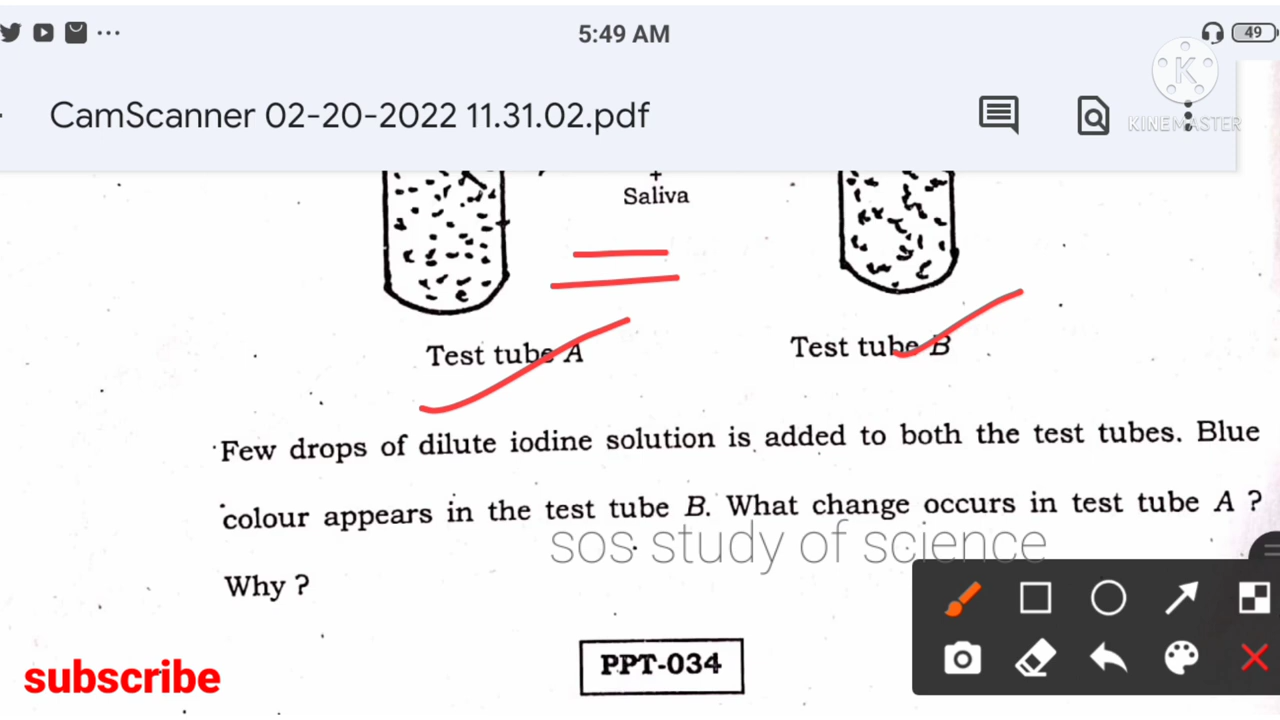 5:49 AM
49
CamScanner 02-20-2022 11.31.02.pdf
K
KINEMASTER
+
Saliva
Test tube A
Test tube B
Few drops of dilute iodine solution is added to both the test tubes. Blue
colour appears in the test tube B. What change occurs in test tube A ?
sos study of science
Why ?
PPT-034
subscribe